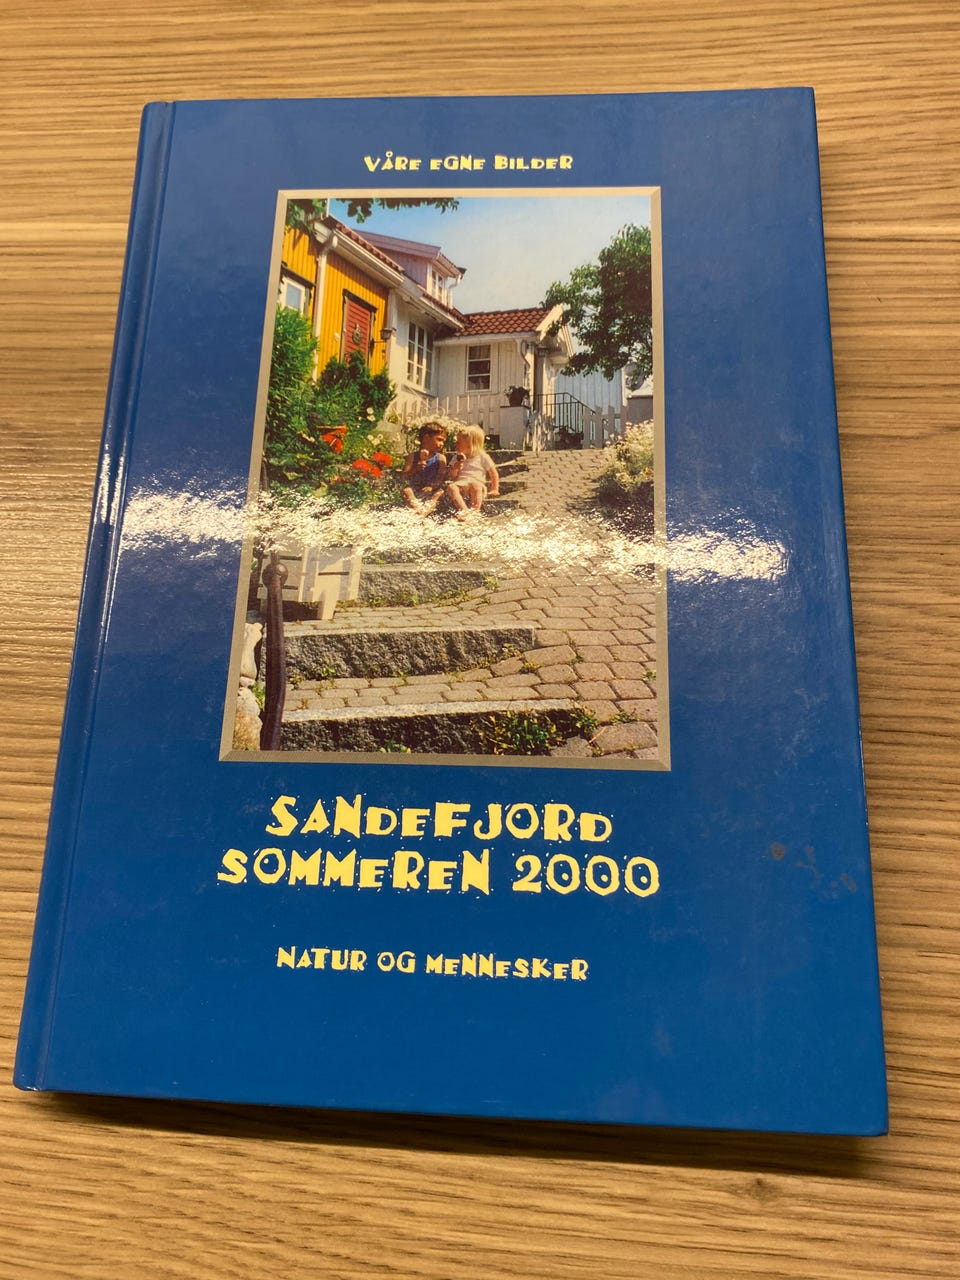 VÅRE EGNE BILDER
SANDEFJORD
SOMMEREN 2000
NATUR OG MENNESKER